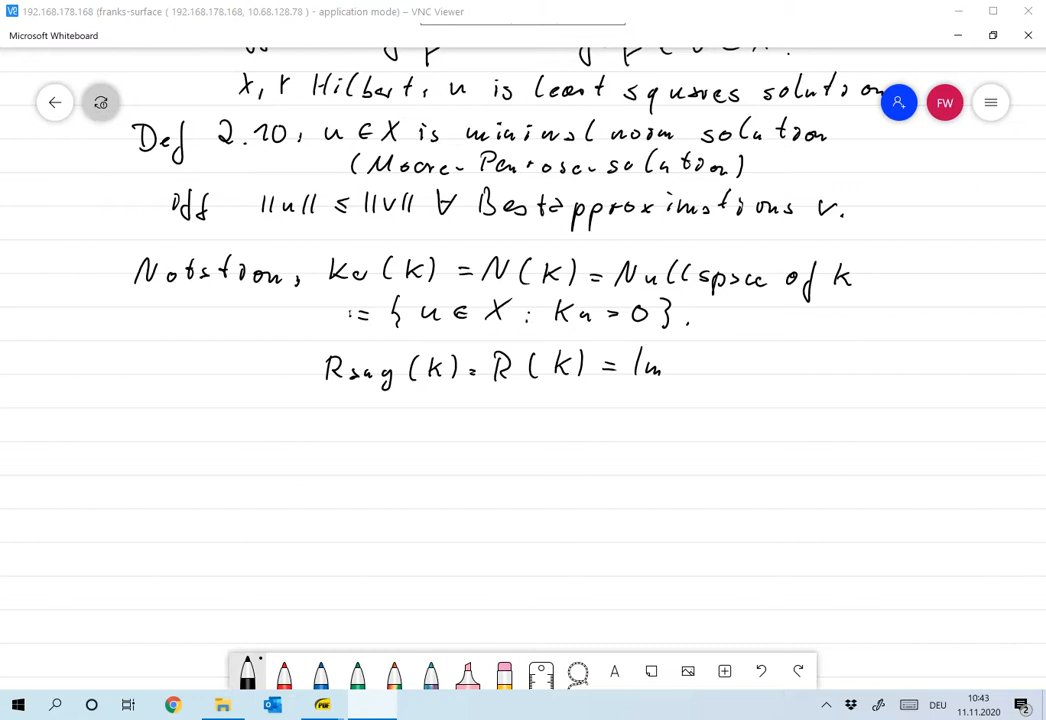 192.168.178.168 (franks-surface ( 192.168.178.168, 10.68.128.78 ) - application mode) – VNC Viewer
Microsoft Whiteboard
X, Y Hilbert, u is least squares solution
FW
Def 2.10, u ∈ X is minimal norm solution
(Moore-Penrose-solution)
iff ||u|| ≤ ||v|| ∀ Bestapproximations v.
Notation, Ke (K) = N (K) = Nullspace of K
:= { u ∈ X : Ku = 0 }.
Rang (K) = R (K) = Im
A
DEU
10:43
11.11.2020
2